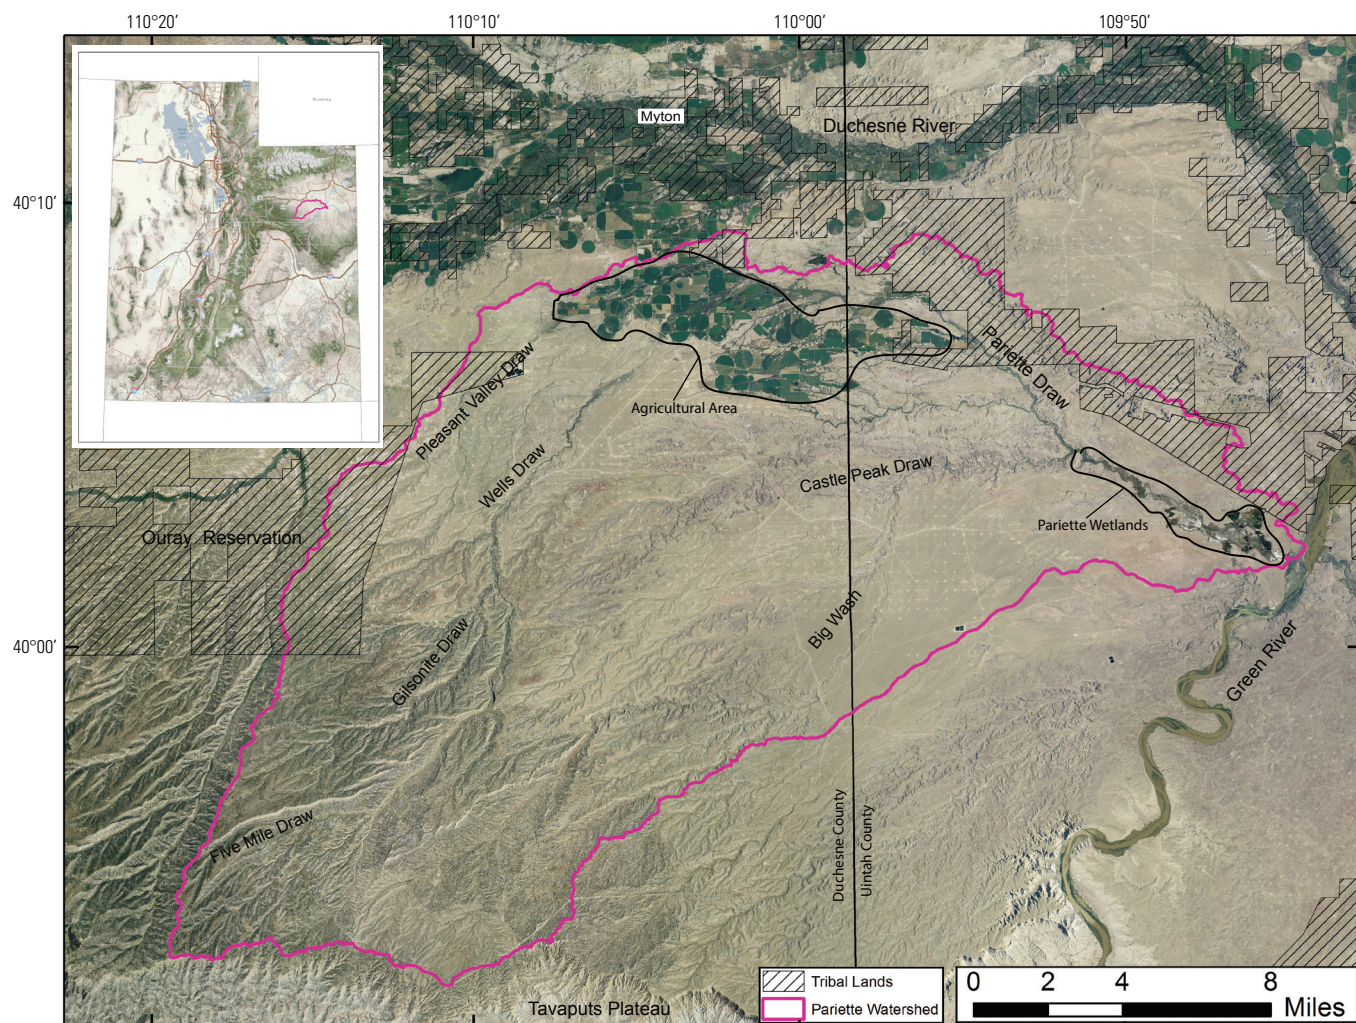 110°20'
110°10'
110°00'
109°50'
40°10'
40°00'
Wyoming
Myton
Duchesne River
Pariette Draw
Pleasant Valley Draw
Agricultural Area
Wells Draw
Castle Peak Draw
Pariette Wetlands
Ouray Reservation
Big Wash
Gilsonite Draw
Green River
Five Mile Draw
Duchesne County
Uintah County
Tavaputs Plateau
Tribal Lands
Pariette Watershed
0 2 4 8
Miles